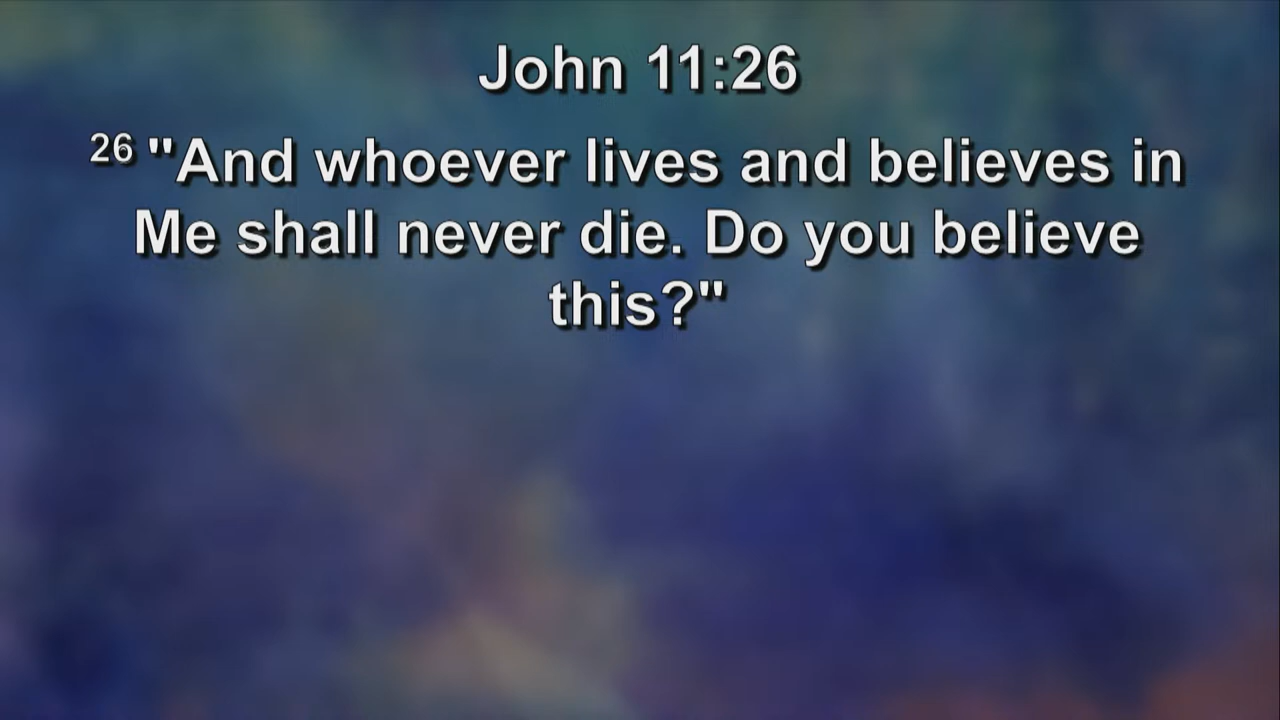 John 11:26
26 "And whoever lives and believes in
Me shall never die. Do you believe
this?"